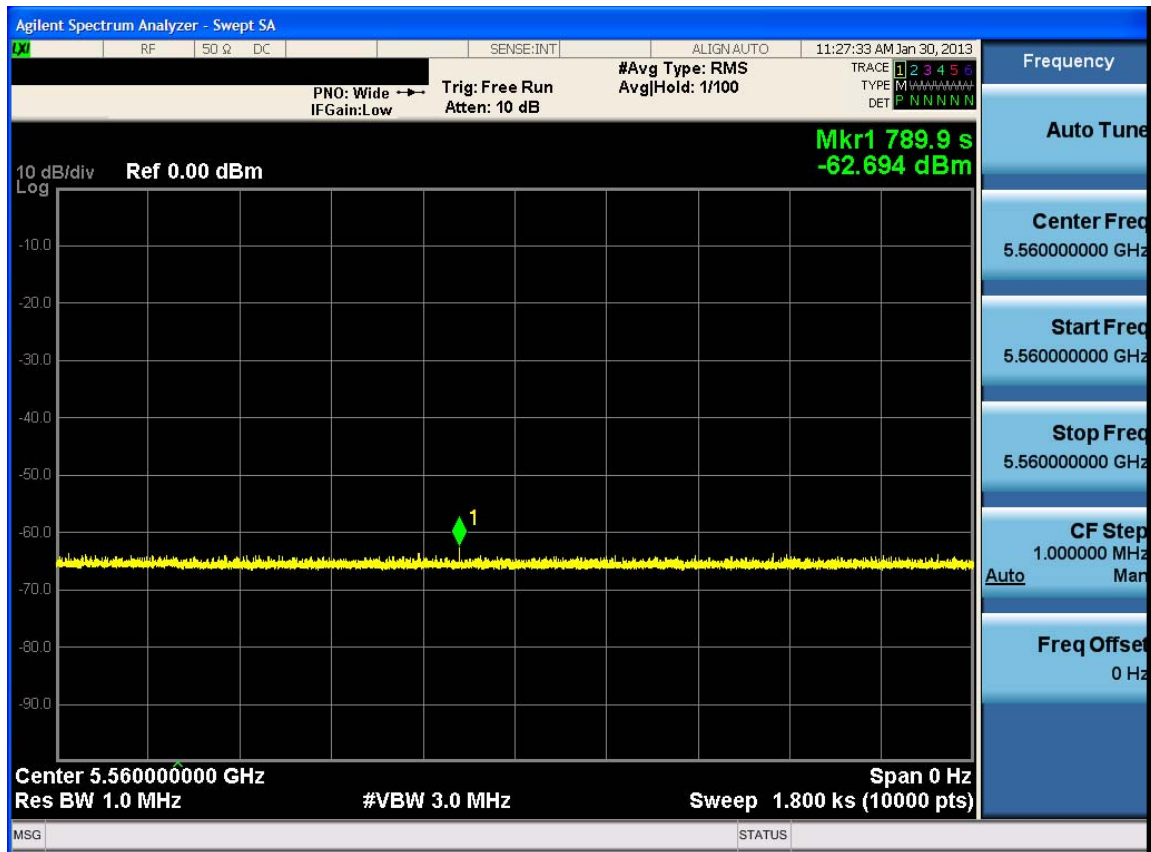 Agilent Spectrum Analyzer - Swept SA
LXI RF 50 Ω DC SENSE:INT ALIGN AUTO 11:27:33 AM Jan 30, 2013
PNO: Wide
IFGain:Low
Trig: Free Run
Atten: 10 dB
#Avg Type: RMS
Avg|Hold: 1/100
TRACE 1 2 3 4 5 6
TYPE M
DET P N N N N N
Mkr1 789.9 s
-62.694 dBm
10 dB/div
Log
Ref 0.00 dBm
-10.0
-20.0
-30.0
-40.0
-50.0
-60.0
-70.0
-80.0
-90.0
1
Center 5.560000000 GHz
Span 0 Hz
Res BW 1.0 MHz
#VBW 3.0 MHz
Sweep 1.800 ks (10000 pts)
MSG
STATUS
Frequency
Auto Tune
Center Freq
5.560000000 GHz
Start Freq
5.560000000 GHz
Stop Freq
5.560000000 GHz
CF Step
1.000000 MHz
Auto Man
Freq Offset
0 Hz